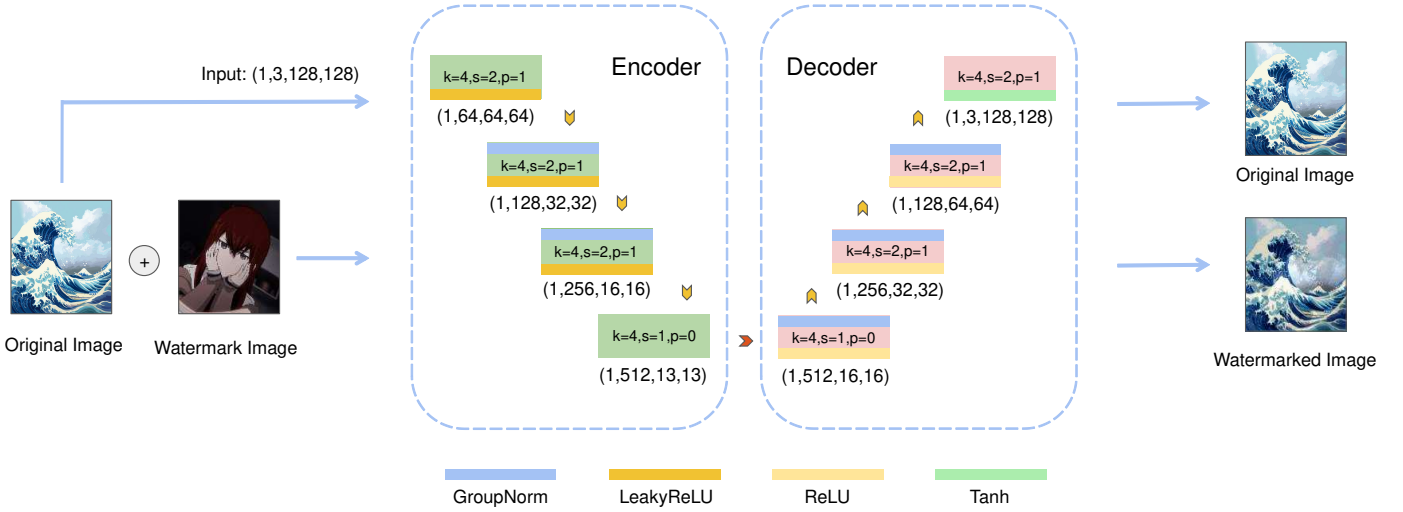 Input: (1,3,128,128)
Original Image
+
Watermark Image
Encoder
k=4,s=2,p=1
(1,64,64,64)
k=4,s=2,p=1
(1,128,32,32)
k=4,s=2,p=1
(1,256,16,16)
k=4,s=1,p=0
(1,512,13,13)
Decoder
k=4,s=2,p=1
(1,3,128,128)
k=4,s=2,p=1
(1,128,64,64)
k=4,s=2,p=1
(1,256,32,32)
k=4,s=1,p=0
(1,512,16,16)
Original Image
Watermarked Image
GroupNorm
LeakyReLU
ReLU
Tanh